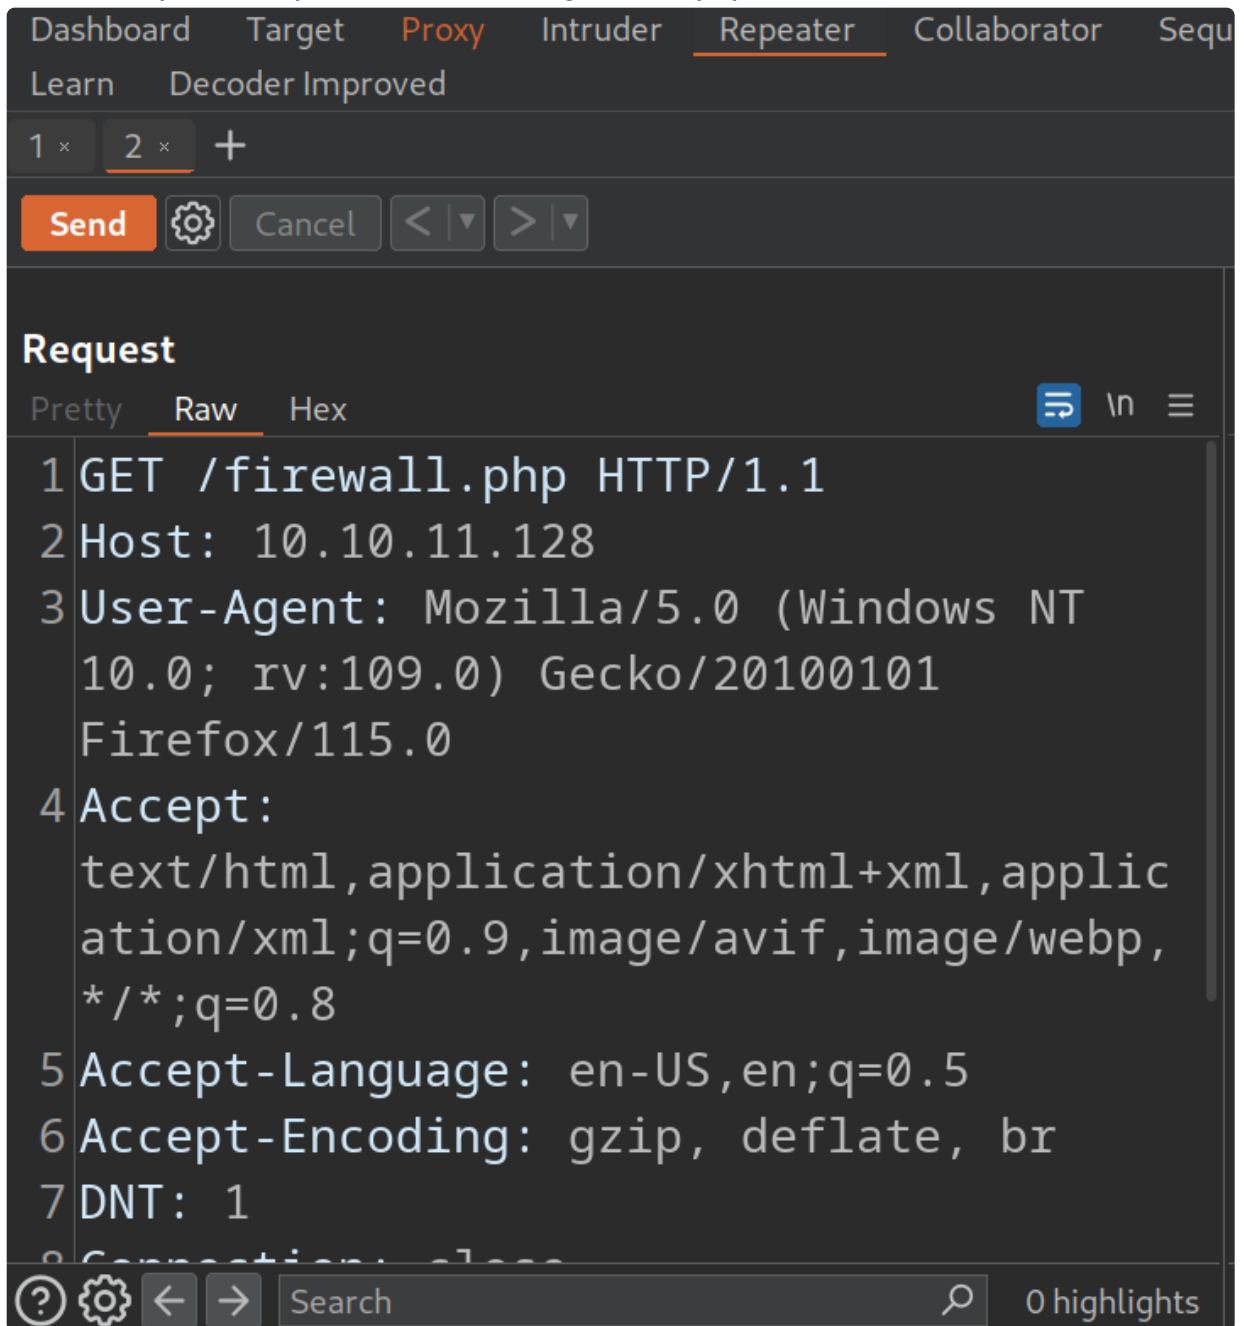 Dashboard Target Proxy Intruder Repeater Collaborator Sequ
Learn Decoder Improved
1 × 2 × +
Send Cancel < ▼ > ▼
Request
Pretty Raw Hex \n
1 GET /firewall.php HTTP/1.1
2 Host: 10.10.11.128
3 User-Agent: Mozilla/5.0 (Windows NT
10.0; rv:109.0) Gecko/20100101
Firefox/115.0
4 Accept:
text/html,application/xhtml+xml,applic
ation/xml;q=0.9,image/avif,image/webp,
*/*;q=0.8
5 Accept-Language: en-US,en;q=0.5
6 Accept-Encoding: gzip, deflate, br
7 DNT: 1
8 Connection: close
Search 0 highlights